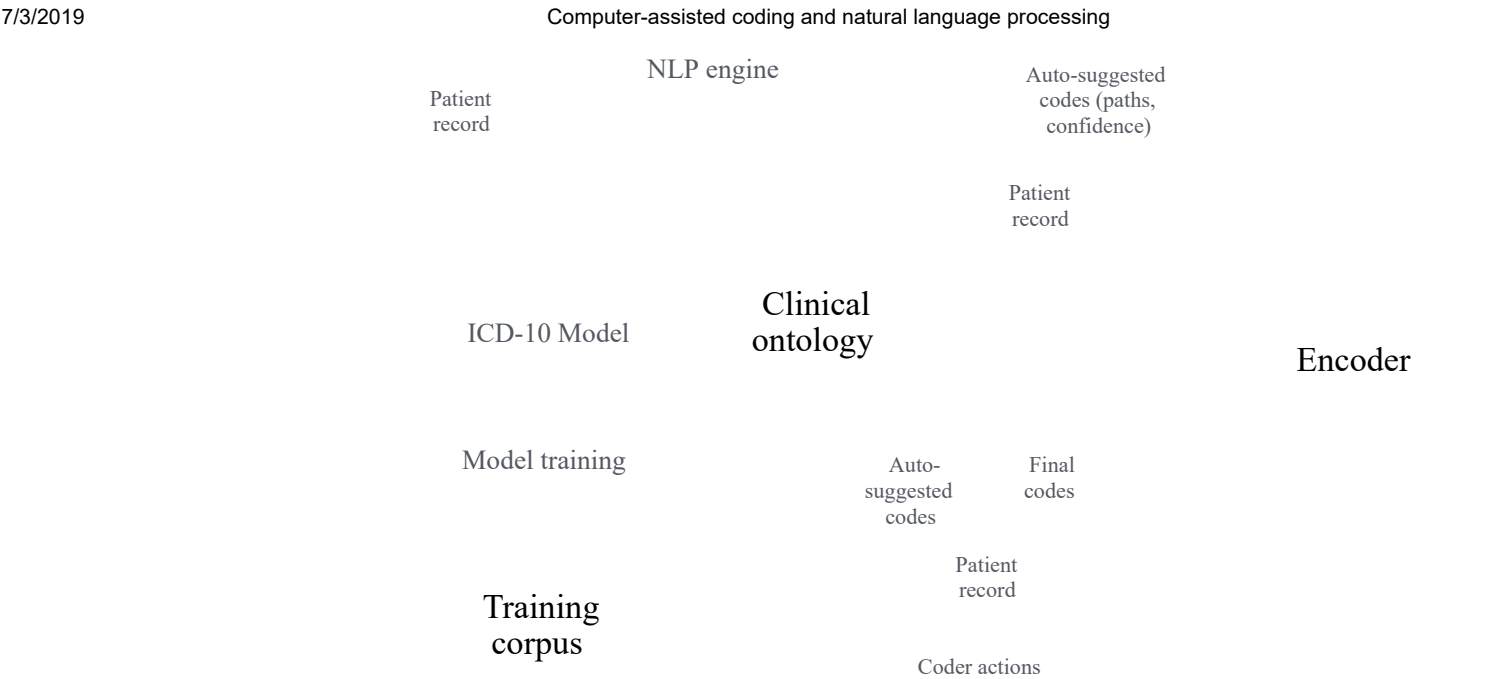 7/3/2019
Computer-assisted coding and natural language processing
NLP engine
Patient
record
Auto-suggested
codes (paths,
confidence)
Patient
record
Clinical
ontology
ICD-10 Model
Encoder
Model training
Auto-
suggested
codes
Final
codes
Patient
record
Training
corpus
Coder actions